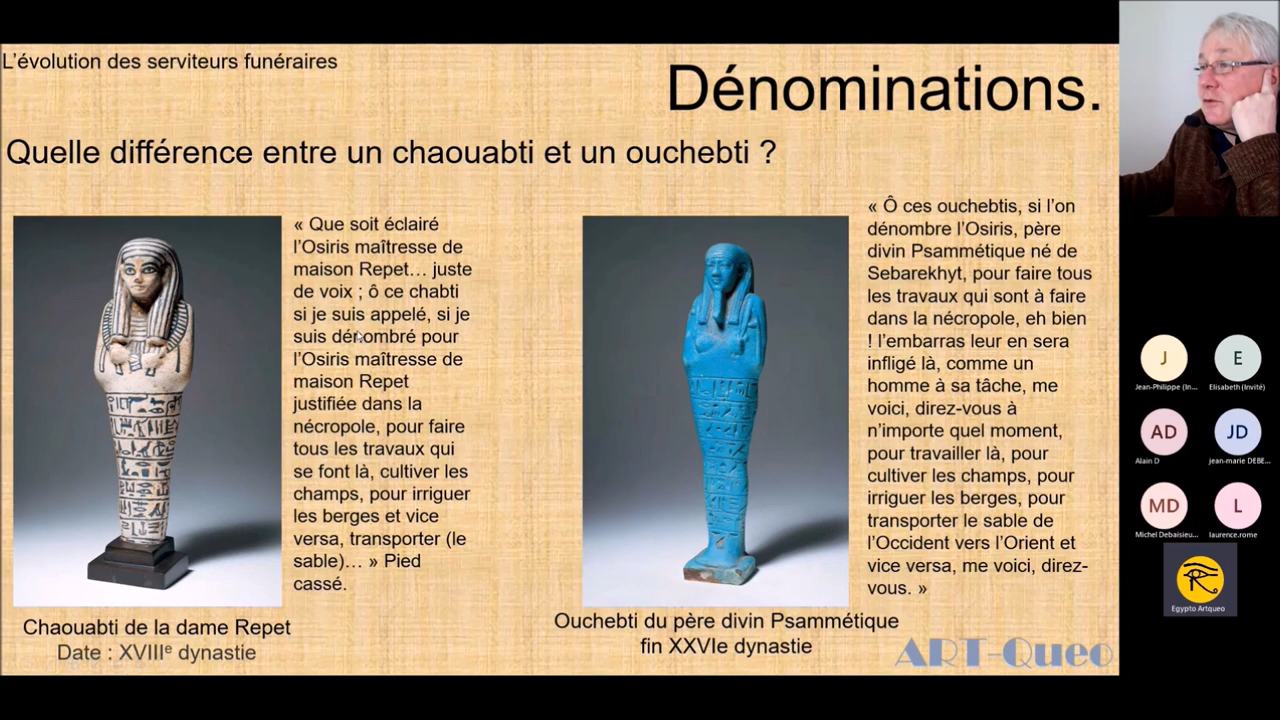 L'évolution des serviteurs funéraires
Dénominations.
Quelle différence entre un chaouabti et un ouchebti ?
« Que soit éclairé
l'Osiris maîtresse de
maison Repet… juste
de voix ; ô ce chabti
si je suis appelé, si je
suis dénombré pour
l'Osiris maîtresse de
maison Repet
justifiée dans la
nécropole, pour faire
tous les travaux qui
se font là, cultiver les
champs, pour irriguer
les berges et vice
versa, transporter (le
sable)… » Pied
cassé.
Chaouabti de la dame Repet
Date : XVIIIe dynastie
« Ô ces ouchebtis, si l'on
dénombre l'Osiris, père
divin Psammétique né de
Sebarekhyt, pour faire tous
les travaux qui sont à faire
dans la nécropole, eh bien
! l'embarras leur en sera
infligé là, comme un
homme à sa tâche, me
voici, direz-vous à
n'importe quel moment,
pour travailler là, pour
cultiver les champs, pour
irriguer les berges, pour
transporter le sable de
l'Occident vers l'Orient et
vice versa, me voici, direz-
vous. »
Ouchebti du père divin Psammétique
fin XXVIe dynastie
ART-Queo
J
Jean-Philippe (In...
E
Elisabeth (Invité)
AD
Alain D
JD
jean-marie DEBE...
MD
Michel Debaisieu...
L
laurence.rome
Egypto Artqueo